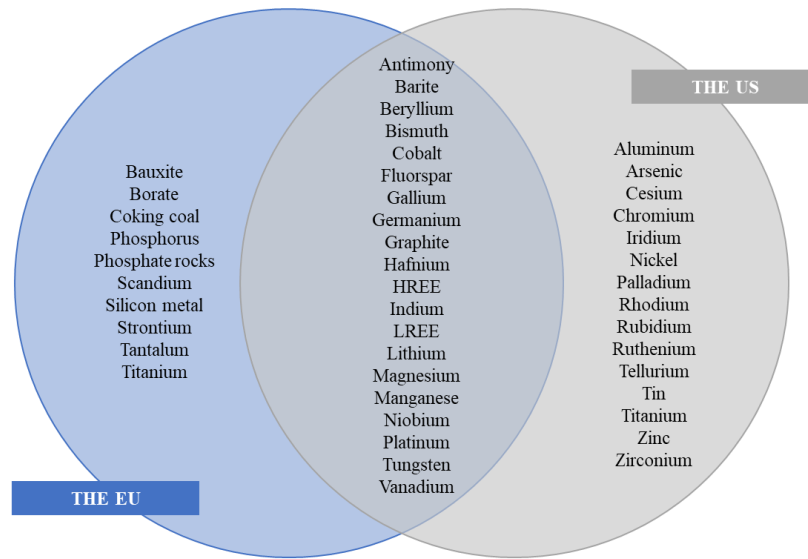 THE US
THE EU
Bauxite
Borate
Coking coal
Phosphorus
Phosphate rocks
Scandium
Silicon metal
Strontium
Tantalum
Titanium
Antimony
Barite
Beryllium
Bismuth
Cobalt
Fluorspar
Gallium
Germanium
Graphite
Hafnium
HREE
Indium
LREE
Lithium
Magnesium
Manganese
Niobium
Platinum
Tungsten
Vanadium
Aluminum
Arsenic
Cesium
Chromium
Iridium
Nickel
Palladium
Rhodium
Rubidium
Ruthenium
Tellurium
Tin
Titanium
Zinc
Zirconium